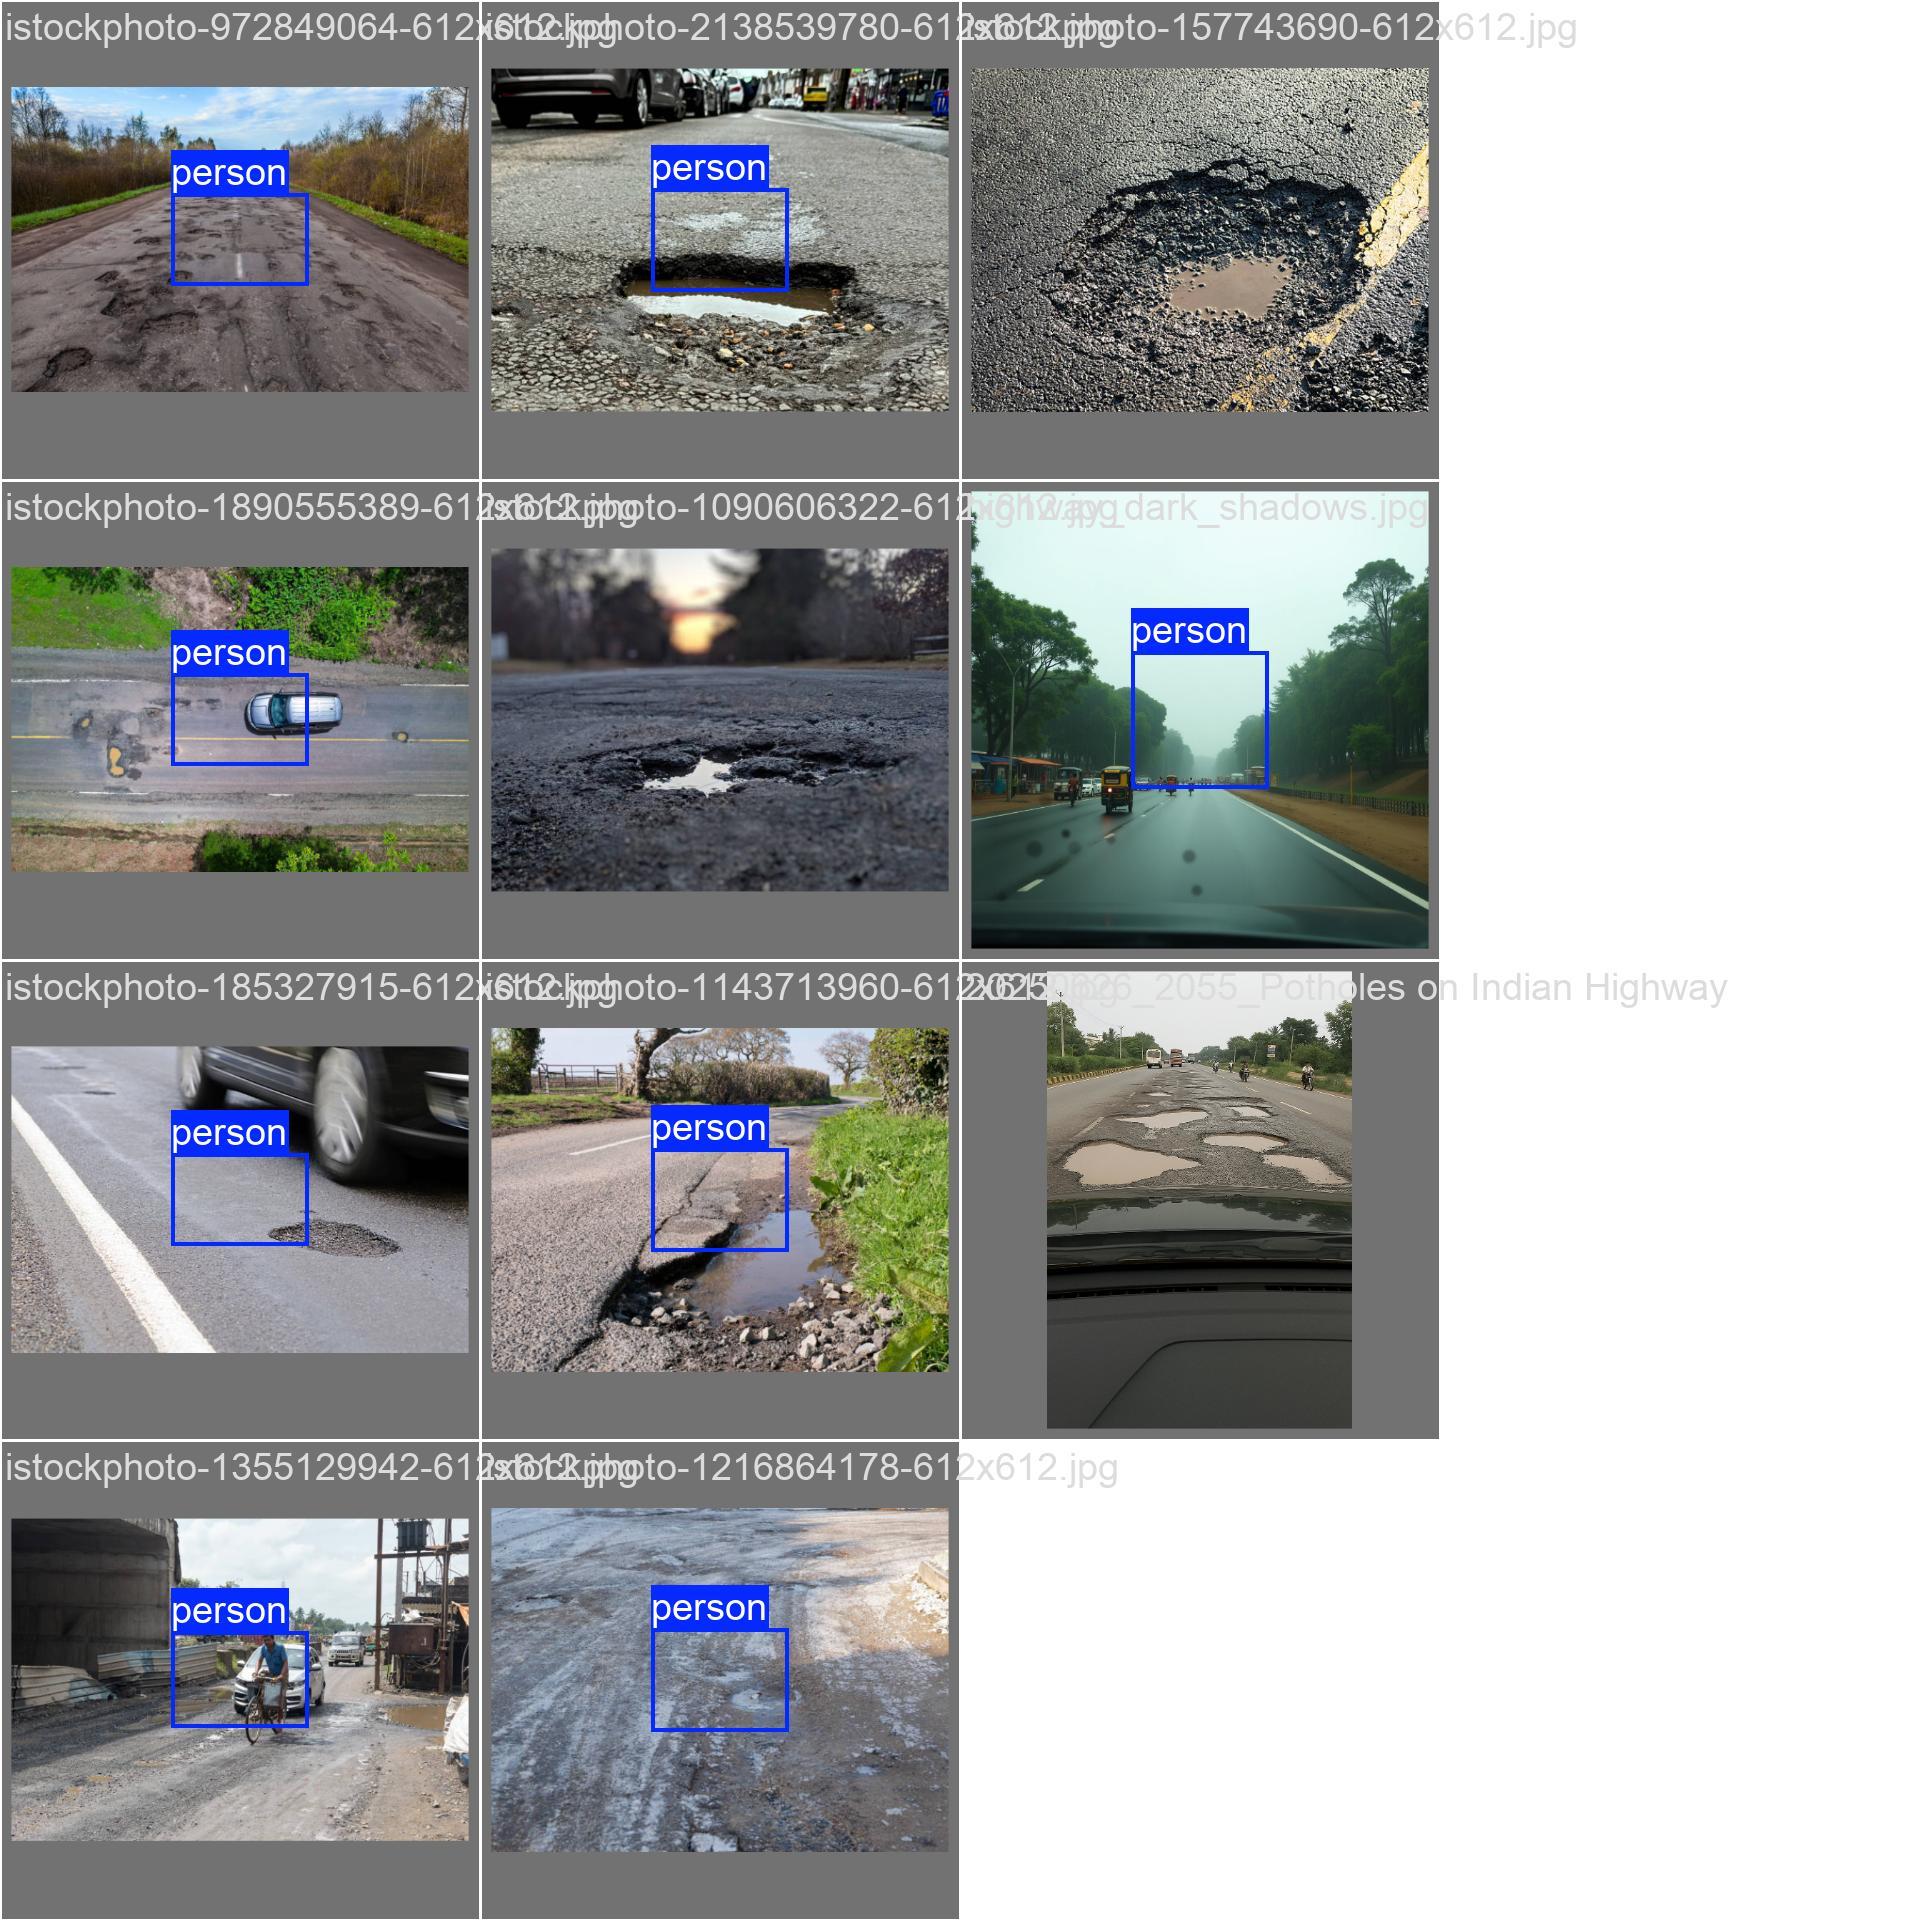 istockphoto-972849064-612x612.jpg
istockphoto-2138539780-612x612.jpg
istockphoto-157743690-612x612.jpg
person
person
istockphoto-1890555389-612x612.jpg
istockphoto-1090606322-612x612.jpg
highway_dark_shadows.jpg
person
person
istockphoto-185327915-612x612.jpg
istockphoto-1143713960-612x612.jpg
_2055_Potholes on Indian Highway
person
person
istockphoto-1355129942-612x612.jpg
istockphoto-1216864178-612x612.jpg
person
person